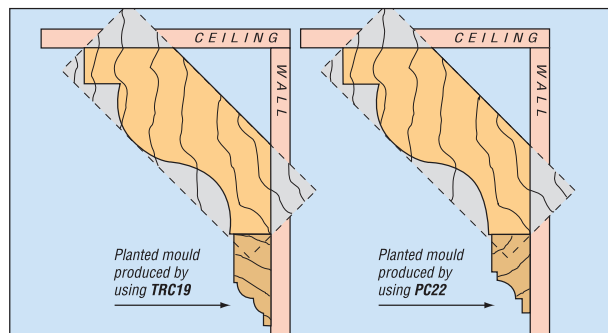 CEILING
WALL
Planted mould
produced by
using TRC19
CEILING
WALL
Planted mould
produced by
using PC22